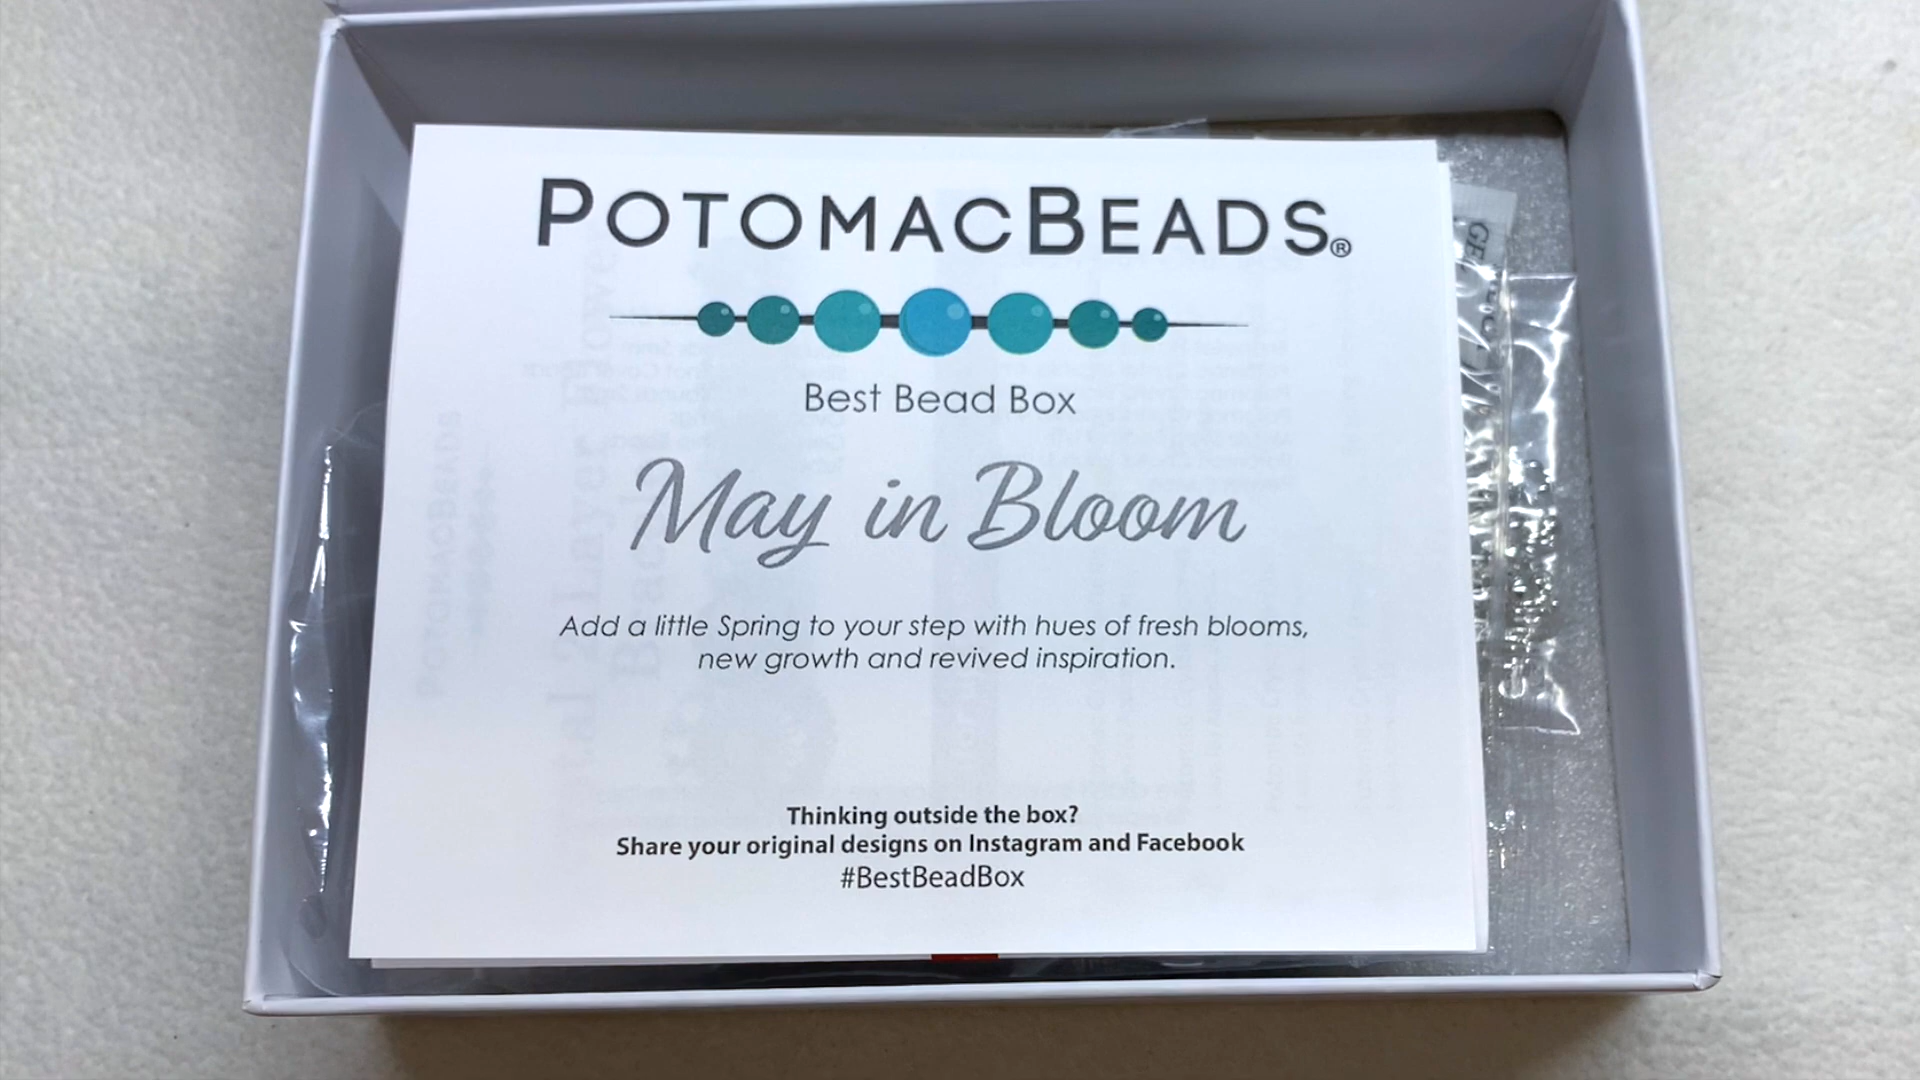 POTOMACBEADS®
Best Bead Box
May in Bloom
Add a little Spring to your step with hues of fresh blooms,
new growth and revived inspiration.
Thinking outside the box?
Share your original designs on Instagram and Facebook
#BestBeadBox
POTOMACBEADS